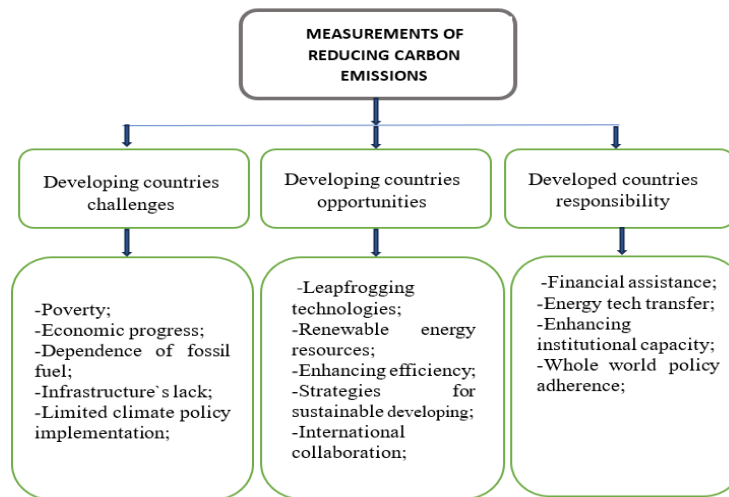 MEASUREMENTS OF
REDUCING CARBON
EMISSIONS
Developing countries
challenges
Developing countries
opportunities
Developed countries
responsibility
-Poverty;
-Economic progress;
-Dependence of fossil
fuel;
-Infrastructure`s lack;
-Limited climate policy
implementation;
-Leapfrogging
technologies;
-Renewable energy
resources;
-Enhancing efficiency;
-Strategies for
sustainable developing;
-International
collaboration;
-Financial assistance;
-Energy tech transfer;
-Enhancing
institutional capacity;
-Whole world policy
adherence;